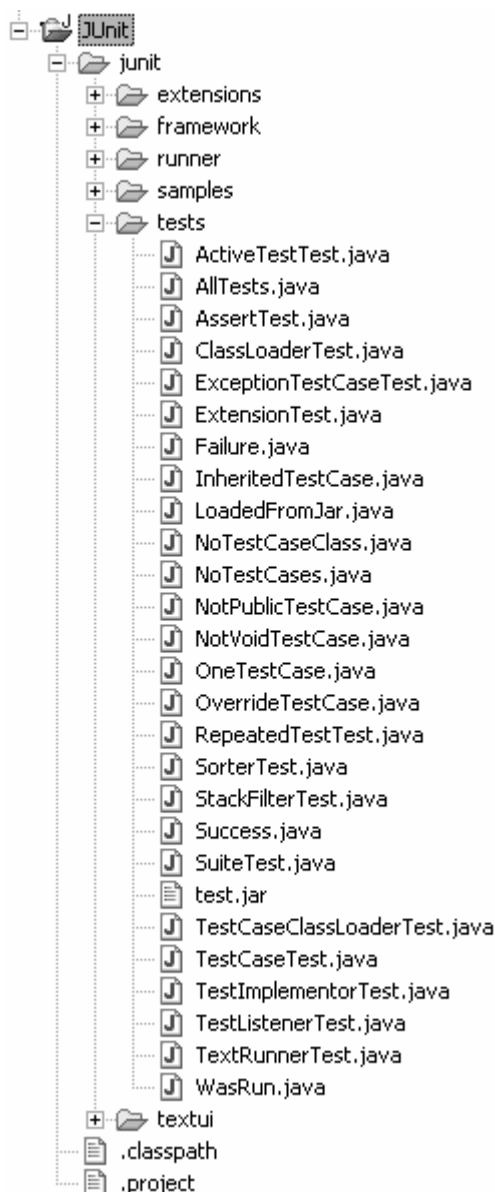 JUnit
junit
extensions
framework
runner
samples
tests
ActiveTestTest.java
AllTests.java
AssertTest.java
ClassLoaderTest.java
ExceptionTestCaseTest.java
ExtensionTest.java
Failure.java
InheritedTestCase.java
LoadedFromJar.java
NoTestCaseClass.java
NoTestCases.java
NotPublicTestCase.java
NotVoidTestCase.java
OneTestCase.java
OverrideTestCase.java
RepeatedTestTest.java
SorterTest.java
StackFilterTest.java
Success.java
SuiteTest.java
test.jar
TestCaseClassLoaderTest.java
TestCaseTest.java
TestImplementorTest.java
TestListenerTest.java
TextRunnerTest.java
WasRun.java
textui
.classpath
.project